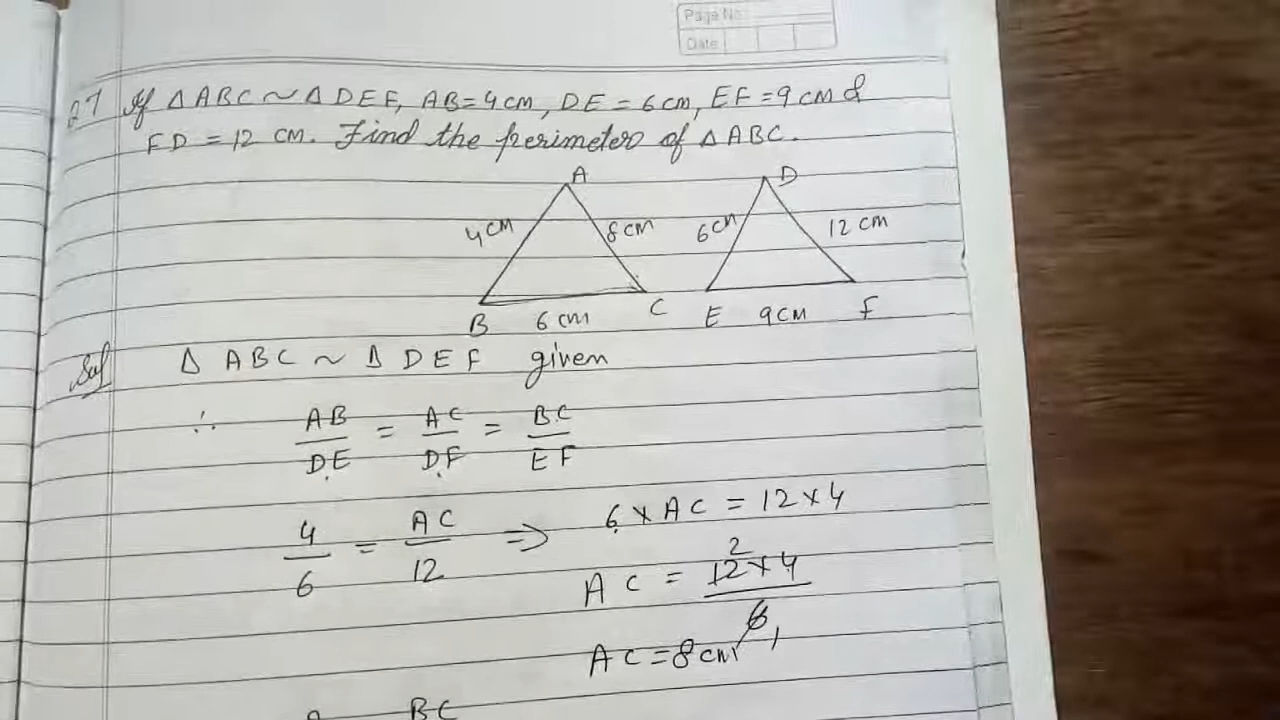 Page No.
Date
27 If Δ ABC ~ Δ DEF, AB = 4 cm, DE = 6 cm, EF = 9 cm &
FD = 12 cm. Find the perimeter of Δ ABC.
A D
4 cm 8 cm 6 cm 12 cm
B 6 cm C E 9 cm F
Sol Δ ABC ~ Δ DEF given
∴ AB/DE = AC/DF = BC/EF
4/6 = AC/12 ⇒ 6 × AC = 12 × 4
AC = 12 × 4 / 6
2
1
AC = 8 cm
BC